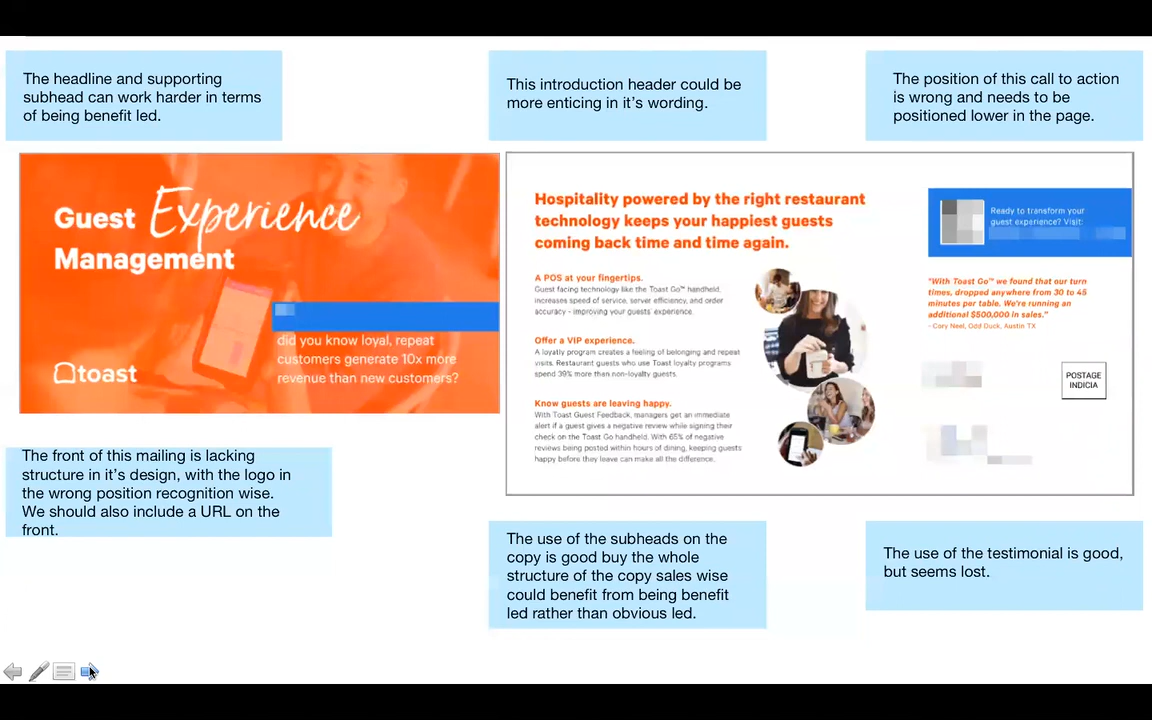 The headline and supporting
subhead can work harder in terms
of being benefit led.
This introduction header could be
more enticing in it's wording.
The position of this call to action
is wrong and needs to be
positioned lower in the page.
Guest Experience
Management
did you know loyal, repeat
customers generate 10x more
revenue than new customers?
toast
Hospitality powered by the right restaurant
technology keeps your happiest guests
coming back time and time again.
A POS at your fingertips.
Guest facing technology like the Toast Go™ handheld,
increases speed of service, server efficiency, and order
accuracy - improving your guests' experience.
Offer a VIP experience.
A loyalty program creates a feeling of belonging and repeat
visits. Restaurant guests who use Toast loyalty programs
spend 39% more than non-loyalty guests.
Know guests are leaving happy.
With Toast Guest Feedback, managers get an immediate
alert if a guest gives a negative review while signing their
check on the Toast Go handheld. With 65% of negative
reviews being posted within hours of dining, keeping guests
happy before they leave can make all the difference.
Ready to transform your
guest experience? Visit:
"With Toast Go™ we found that our turn
times, dropped anywhere from 30 to 45
minutes per table. We're running an
additional $500,000 in sales."
- Cory Neel, Odd Duck, Austin TX
POSTAGE
INDICIA
The front of this mailing is lacking
structure in it's design, with the logo in
the wrong position recognition wise.
We should also include a URL on the
front.
The use of the subheads on the
copy is good buy the whole
structure of the copy sales wise
could benefit from being benefit
led rather than obvious led.
The use of the testimonial is good,
but seems lost.